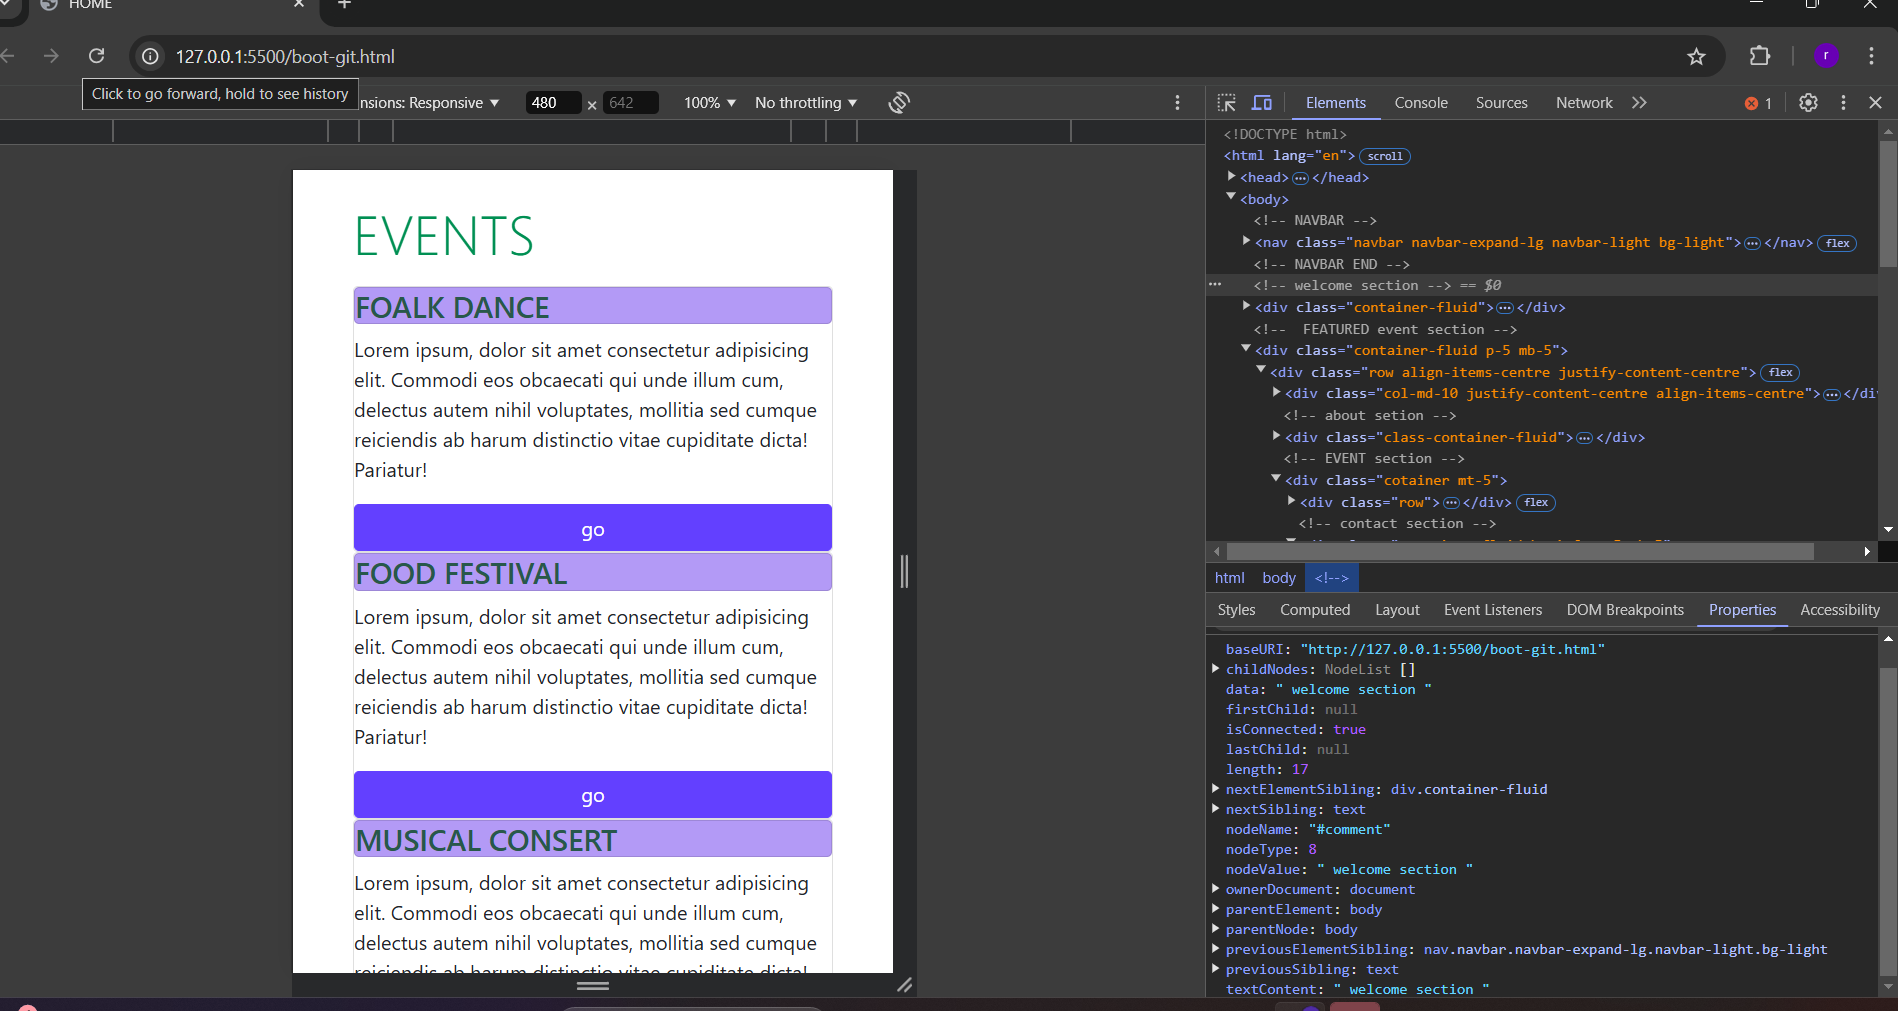 HOME
127.0.0.1:5500/boot-git.html
r
Click to go forward, hold to see history
nsions: Responsive
480 × 642
100%
No throttling
Elements
Console
Sources
Network
1
EVENTS
FOALK DANCE
Lorem ipsum, dolor sit amet consectetur adipisicing
elit. Commodi eos obcaecati qui unde illum cum,
delectus autem nihil voluptates, mollitia sed cumque
reiciendis ab harum distinctio vitae cupiditate dicta!
Pariatur!
go
FOOD FESTIVAL
Lorem ipsum, dolor sit amet consectetur adipisicing
elit. Commodi eos obcaecati qui unde illum cum,
delectus autem nihil voluptates, mollitia sed cumque
reiciendis ab harum distinctio vitae cupiditate dicta!
Pariatur!
go
MUSICAL CONSERT
Lorem ipsum, dolor sit amet consectetur adipisicing
elit. Commodi eos obcaecati qui unde illum cum,
delectus autem nihil voluptates, mollitia sed cumque
reiciendis ab harum distinctio vitae cupiditate dicta!
<!DOCTYPE html>
<html lang="en"> scroll
<head> ••• </head>
<body>
<!-- NAVBAR -->
<nav class="navbar navbar-expand-lg navbar-light bg-light"> ••• </nav> flex
<!-- NAVBAR END -->
••• <!-- welcome section --> == $0
<div class="container-fluid"> ••• </div>
<!--  FEATURED event section -->
<div class="container-fluid p-5 mb-5">
<div class="row align-items-centre justify-content-centre"> flex
<div class="col-md-10 justify-content-centre align-items-centre"> ••• </di
<!-- about setion -->
<div class="class-container-fluid"> ••• </div>
<!-- EVENT section -->
<div class="cotainer mt-5">
<div class="row"> ••• </div> flex
<!-- contact section -->
html body <!-->
Styles
Computed
Layout
Event Listeners
DOM Breakpoints
Properties
Accessibility
baseURI: "http://127.0.0.1:5500/boot-git.html"
childNodes: NodeList []
data: " welcome section "
firstChild: null
isConnected: true
lastChild: null
length: 17
nextElementSibling: div.container-fluid
nextSibling: text
nodeName: "#comment"
nodeType: 8
nodeValue: " welcome section "
ownerDocument: document
parentElement: body
parentNode: body
previousElementSibling: nav.navbar.navbar-expand-lg.navbar-light.bg-light
previousSibling: text
textContent: " welcome section "